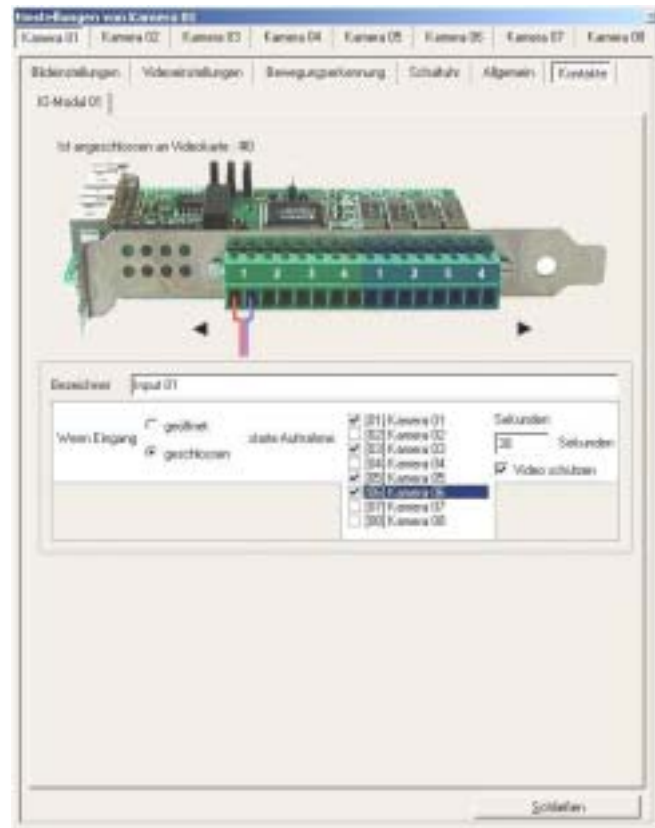 Einstellungen von Kamera 01
Kamera 01 Kamera 02 Kamera 03 Kamera 04 Kamera 05 Kamera 06 Kamera 07 Kamera 08
Bildeinstellungen Videoeinstellungen Bewegungserkennung Schaltuhr Allgemein Kontakte
IO-Modul 01
Ist angeschlossen an Videokarte : #0
1 2 3 4 1 2 3 4
Bezeichner Input 01
Wenn Eingang
geöffnet
geschlossen
starte Aufnahme
[01] Kamera 01
[02] Kamera 02
[03] Kamera 03
[04] Kamera 04
[05] Kamera 05
[06] Kamera 06
[07] Kamera 07
[08] Kamera 08
Sekunden
30 Sekunden
Video schützen
Schließen